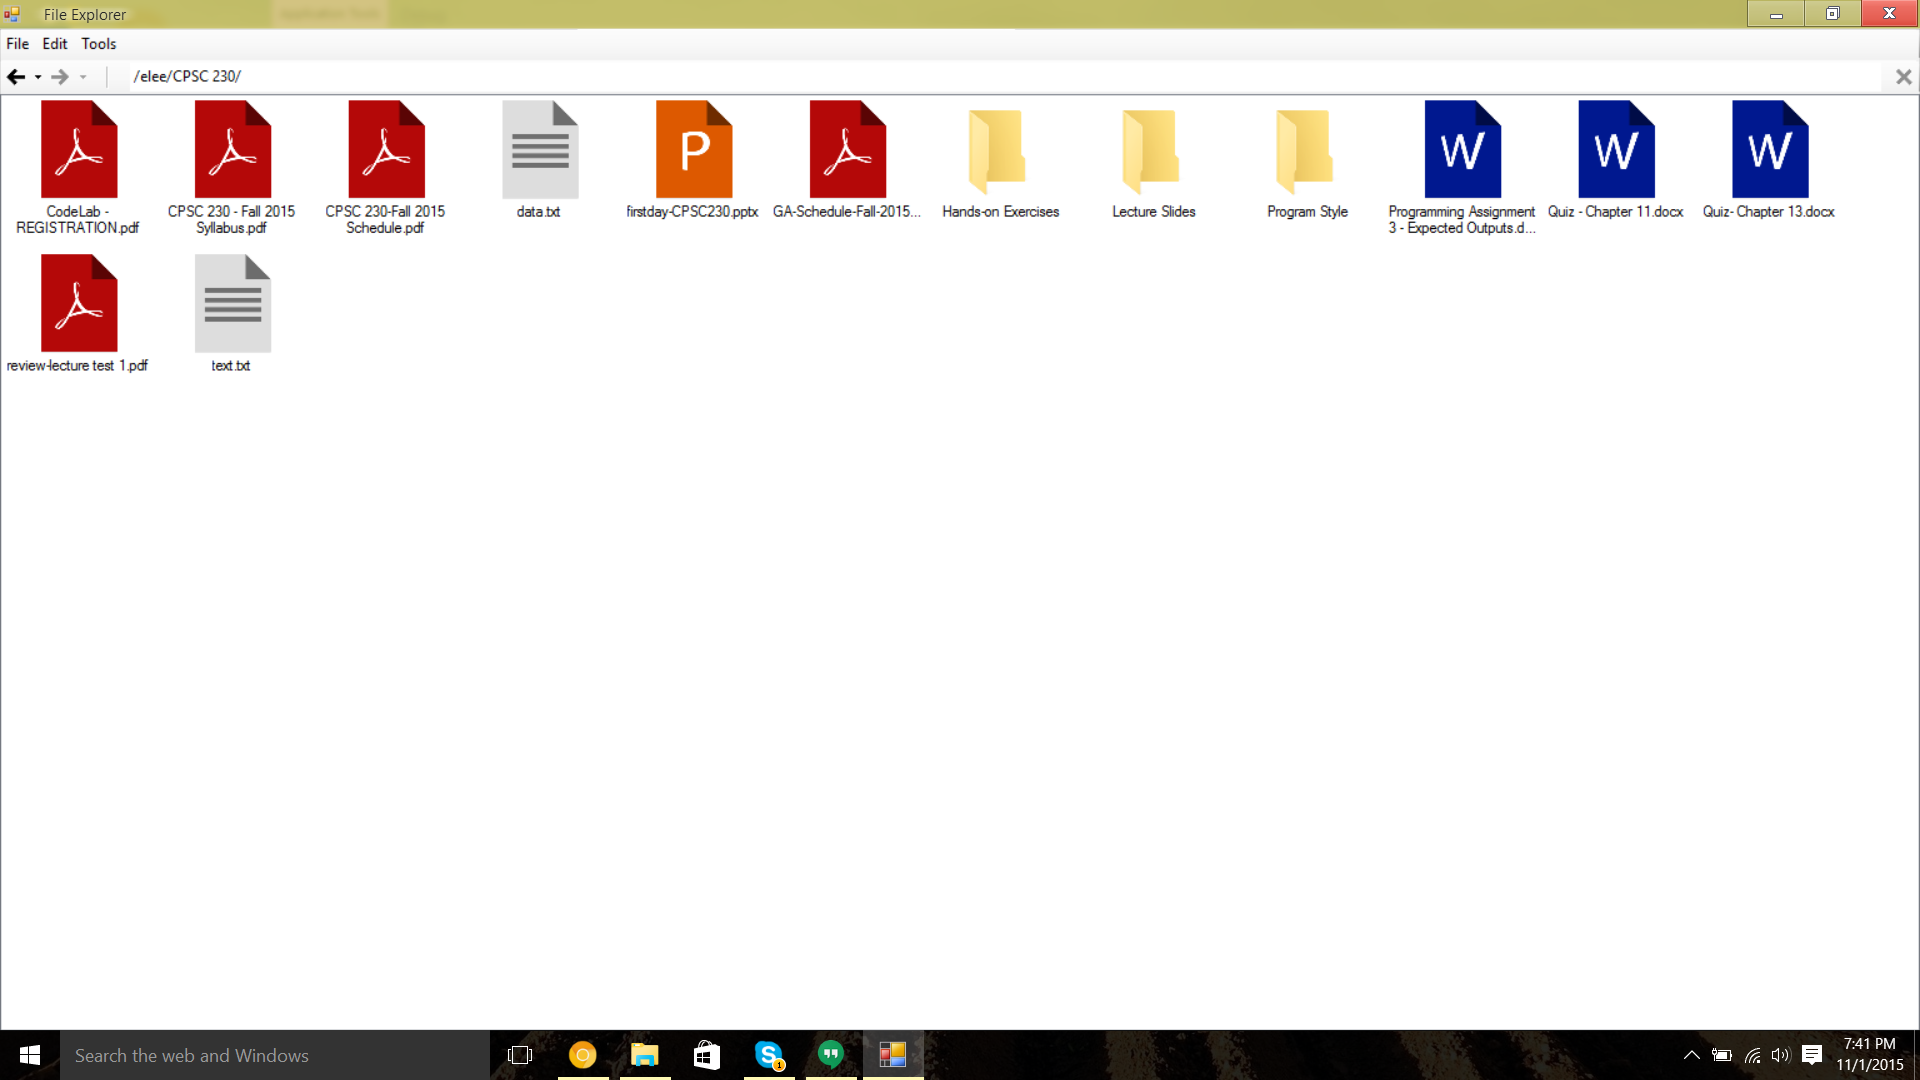 File Explorer
File Edit Tools
/elee/CPSC 230/
P
W
W
W
CodeLab -
REGISTRATION.pdf
CPSC 230 - Fall 2015
Syllabus.pdf
CPSC 230-Fall 2015
Schedule.pdf
data.txt
firstday-CPSC230.pptx
GA-Schedule-Fall-2015...
Hands-on Exercises
Lecture Slides
Program Style
Programming Assignment
3 - Expected Outputs.d...
Quiz - Chapter 11.docx
Quiz- Chapter 13.docx
review-lecture test 1.pdf
text.txt
Search the web and Windows
S
1
7:41 PM
11/1/2015